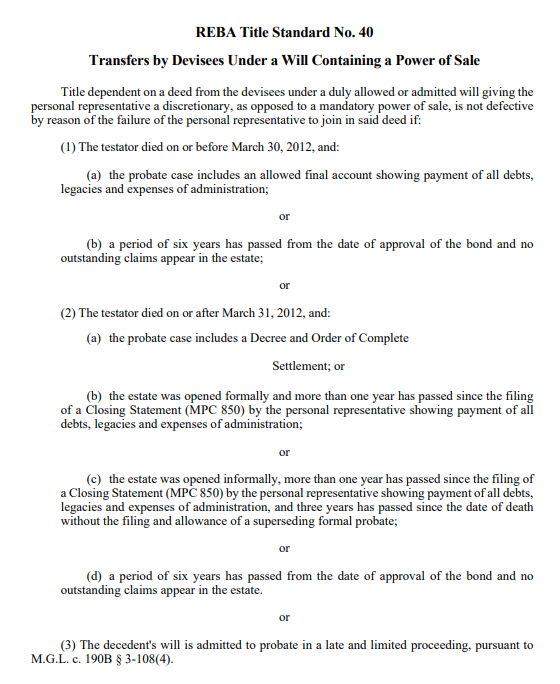 REBA Title Standard No. 40
Transfers by Devisees Under a Will Containing a Power of Sale
Title dependent on a deed from the devisees under a duly allowed or admitted will giving the
personal representative a discretionary, as opposed to a mandatory power of sale, is not defective
by reason of the failure of the personal representative to join in said deed if:
(1) The testator died on or before March 30, 2012, and:
(a) the probate case includes an allowed final account showing payment of all debts,
legacies and expenses of administration;
or
(b) a period of six years has passed from the date of approval of the bond and no
outstanding claims appear in the estate;
or
(2) The testator died on or after March 31, 2012, and:
(a) the probate case includes a Decree and Order of Complete
Settlement; or
(b) the estate was opened formally and more than one year has passed since the filing
of a Closing Statement (MPC 850) by the personal representative showing payment of all
debts, legacies and expenses of administration;
or
(c) the estate was opened informally, more than one year has passed since the filing of
a Closing Statement (MPC 850) by the personal representative showing payment of all debts,
legacies and expenses of administration, and three years has passed since the date of death
without the filing and allowance of a superseding formal probate;
or
(d) a period of six years has passed from the date of approval of the bond and no
outstanding claims appear in the estate.
or
(3) The decedent's will is admitted to probate in a late and limited proceeding, pursuant to
M.G.L. c. 190B § 3-108(4).